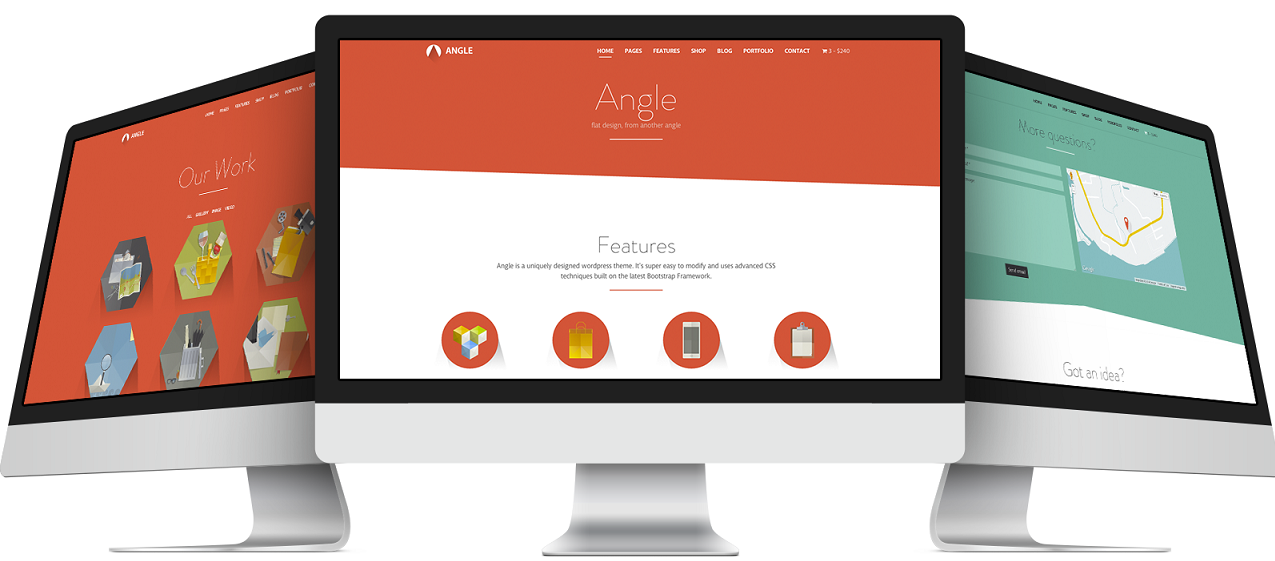 HOME PAGES FEATURES SHOP BLOG PORTFOLIO
ANGLE
Our Work
ALL GALLERY IMAGE VIDEO
ANGLE
HOME PAGES FEATURES SHOP BLOG PORTFOLIO CONTACT 3 - $240
Angle
flat design, from another angle
Features
Angle is a uniquely designed wordpress theme. It's super easy to modify and uses advanced CSS
techniques built on the latest Bootstrap Framework.
HOME PAGES FEATURES SHOP BLOG PORTFOLIO CONTACT
More questions?
Google
Send email
Got an idea?